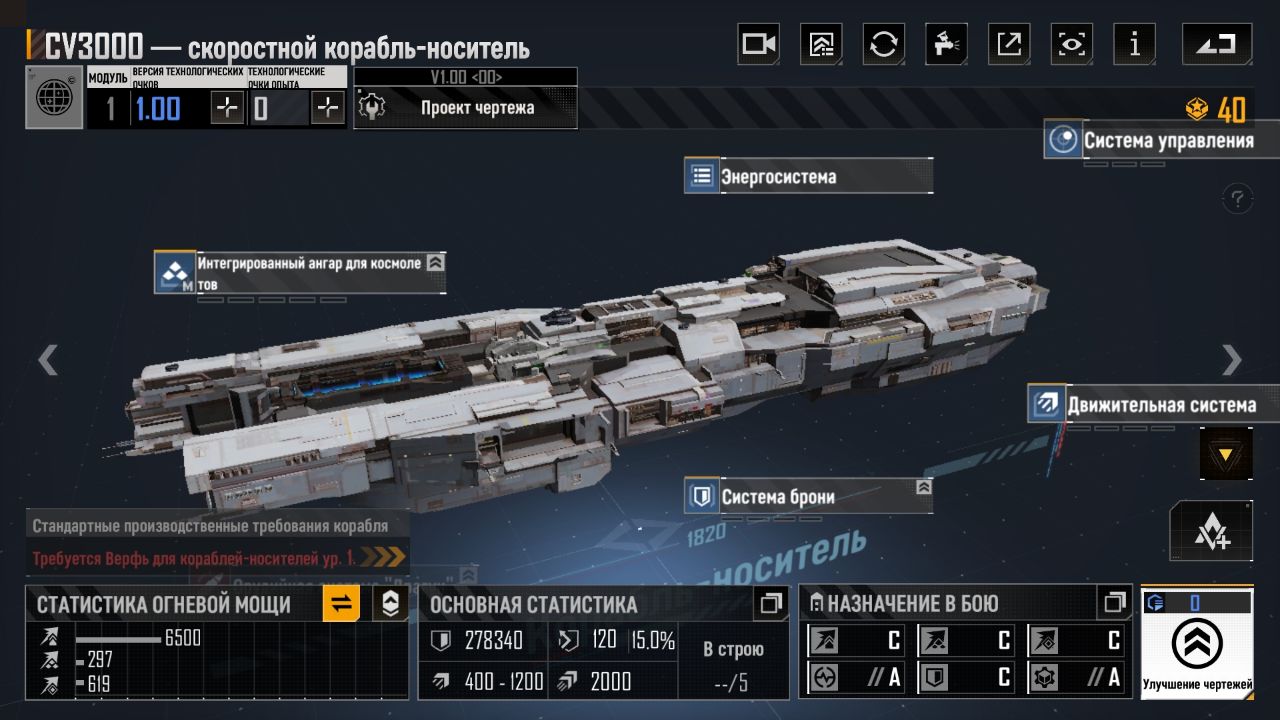 CV3000 — скоростной корабль-носитель
МОДУЛЬ
ВЕРСИЯ ТЕХНОЛОГИЧЕСКИХ ОЧКОВ
ТЕХНОЛОГИЧЕСКИЕ ОЧКИ ОПЫТА
1
1.00
0
V1.00 <00>
Проект чертежа
40
Система управления
Энергосистема
?
Интегрированный ангар для космоле
тов
M
Движительная система
Система брони
1820
носитель
Стандартные производственные требования корабля
Требуется Верфь для кораблей-носителей ур. 1.
СТАТИСТИКА ОГНЕВОЙ МОЩИ
6500
297
619
ОСНОВНАЯ СТАТИСТИКА
278340
120
15.0%
400 - 1200
2000
В строю
--/5
НАЗНАЧЕНИЕ В БОЮ
C
C
C
// A
C
// A
0
Улучшение чертежей